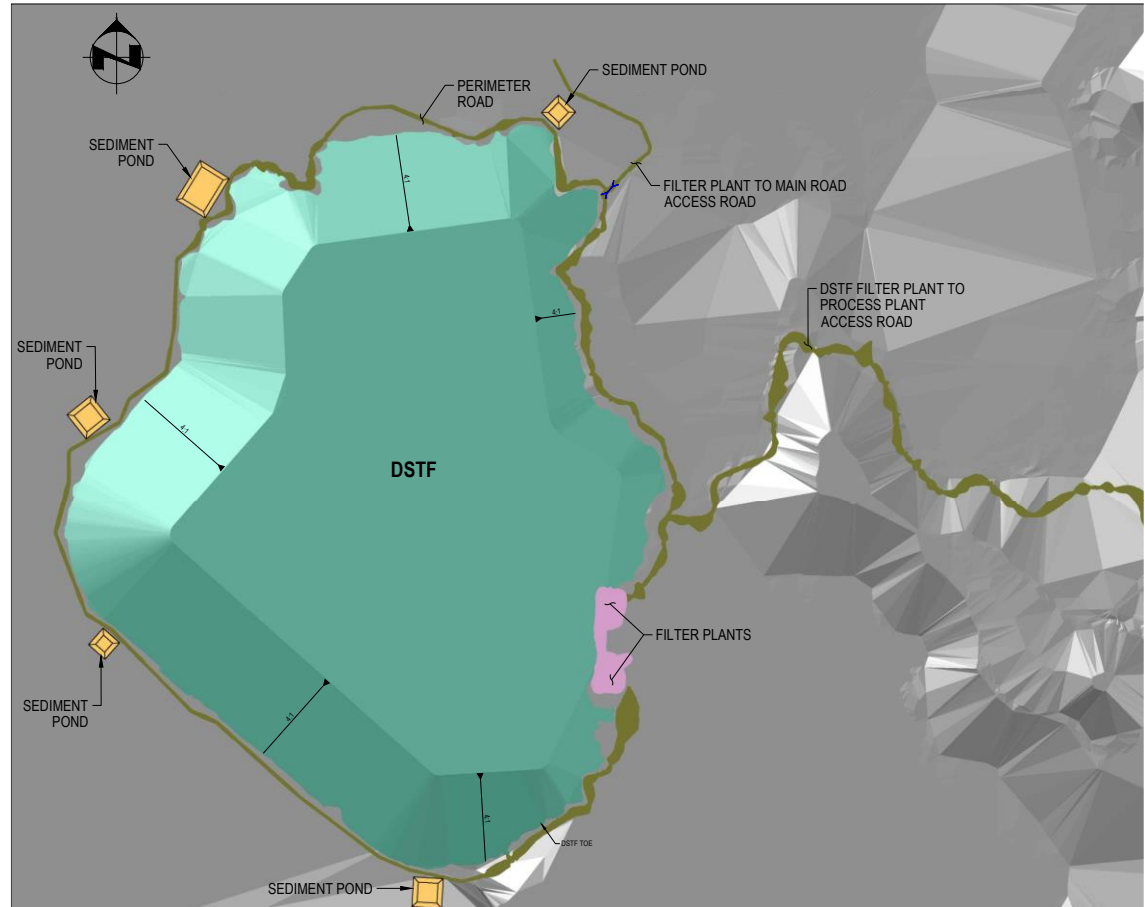 N
SEDIMENT POND
PERIMETER
ROAD
SEDIMENT
POND
4:1
FILTER PLANT TO MAIN ROAD
ACCESS ROAD
DSTF FILTER PLANT TO
PROCESS PLANT
ACCESS ROAD
4:1
SEDIMENT
POND
4:1
DSTF
FILTER PLANTS
SEDIMENT
POND
4:1
4:1
DSTF TOE
SEDIMENT POND